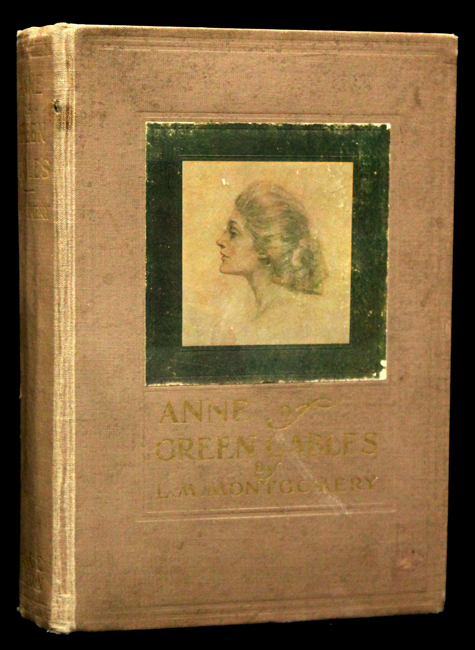 ANNE of
GREEN GABLES
by
L. M. MONTGOMERY